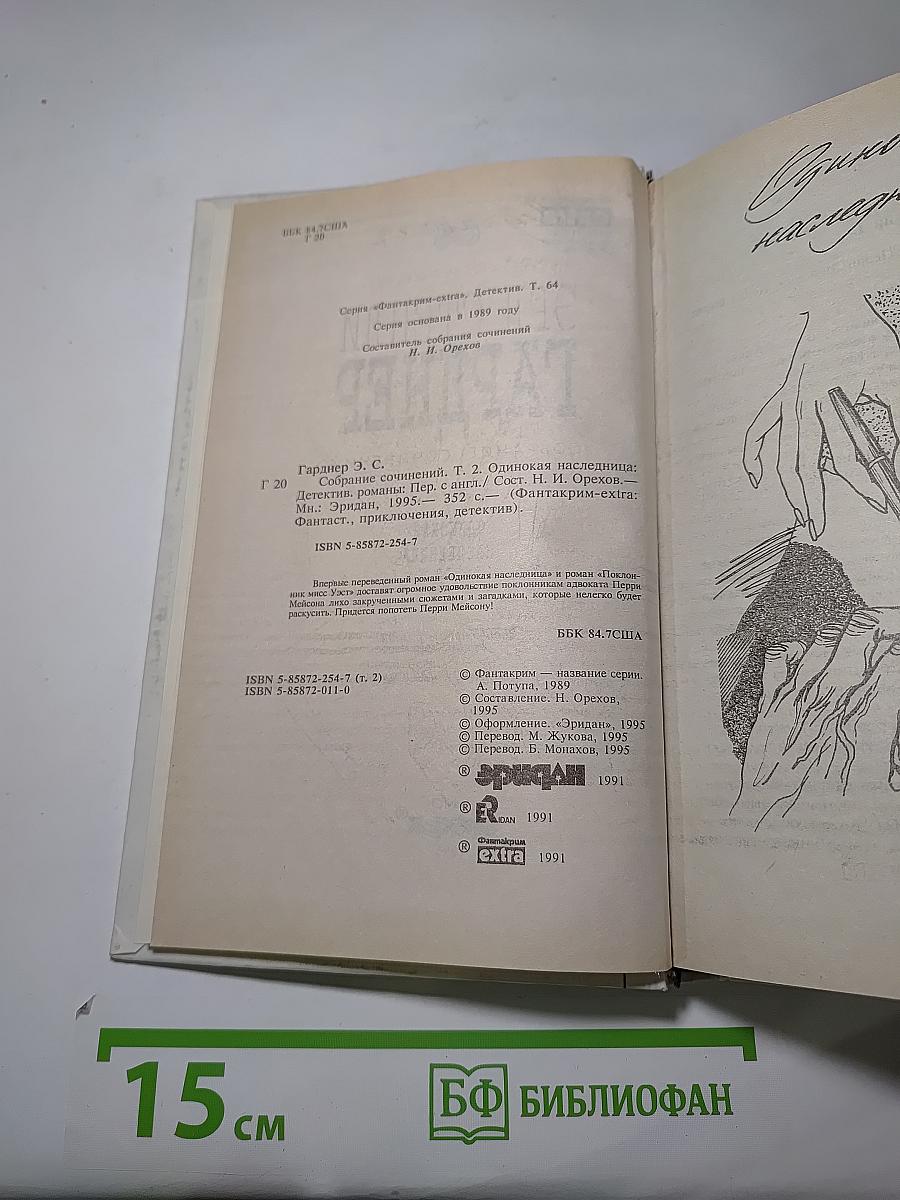 ББК 84.7США
Г 20
Серия «Фантакрим-extra». Детектив. Т. 64
Серия основана в 1989 году
Составитель собрания сочинений
Н. И. Орехов
Гарднер Э. С.
Г 20 Собрание сочинений. Т. 2. Одинокая наследница:
Детектив. романы: Пер. с англ./ Сост. Н. И. Орехов.—
Мн.: Эридан, 1995.— 352 с.— (Фантакрим-extra:
Фантаст., приключения, детектив).
ISBN 5-85872-254-7
Впервые переведенный роман «Одинокая наследница» и роман «Поклон-
ник мисс Уэст» доставят огромное удовольствие поклонникам адвоката Перри
Мейсона лихо закрученными сюжетами и загадками, которые нелегко будет
раскусить. Придется попотеть Перри Мейсону!
ББК 84.7США
ISBN 5-85872-254-7 (т. 2)
ISBN 5-85872-011-0
© Фантакрим — название серии.
А. Потупа, 1989
© Составление. Н. Орехов,
1995
© Оформление. «Эридан», 1995
© Перевод. М. Жукова, 1995
© Перевод. Б. Монахов, 1995
® эридан 1991
® ERIDAN 1991
® Фантакрим extra 1991
15 см
БФ БИБЛИОФАН